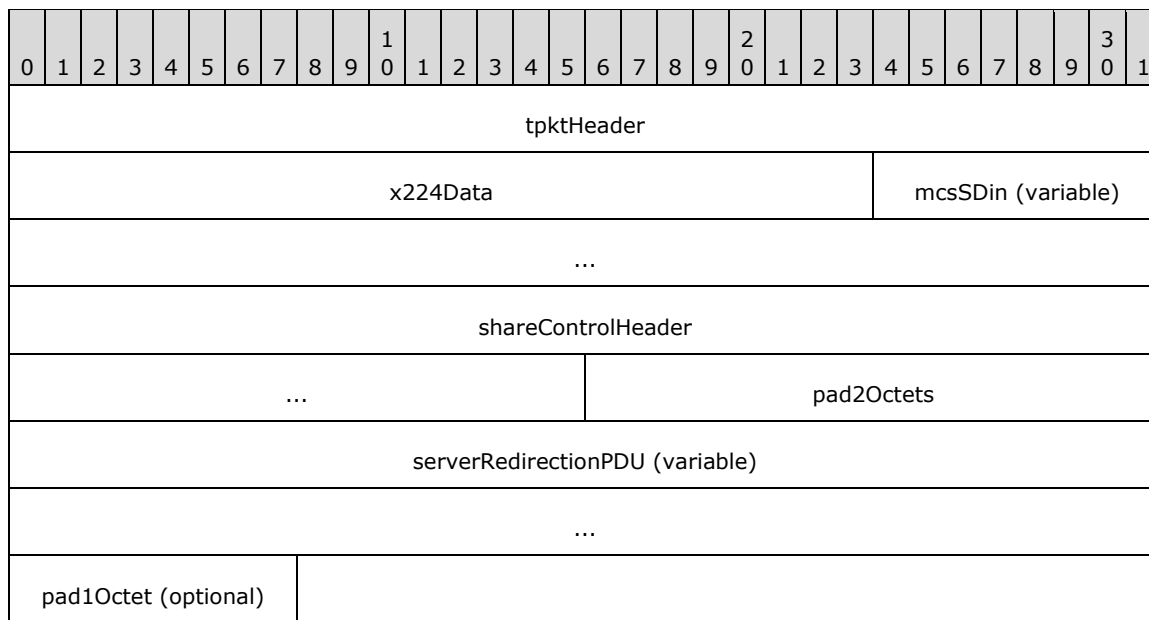 1 2 3
0 1 2 3 4 5 6 7 8 9 0 1 2 3 4 5 6 7 8 9 0 1 2 3 4 5 6 7 8 9 0 1
tpktHeader
x224Data mcsSDin (variable)
...
shareControlHeader
... pad2Octets
serverRedirectionPDU (variable)
...
pad1Octet (optional)